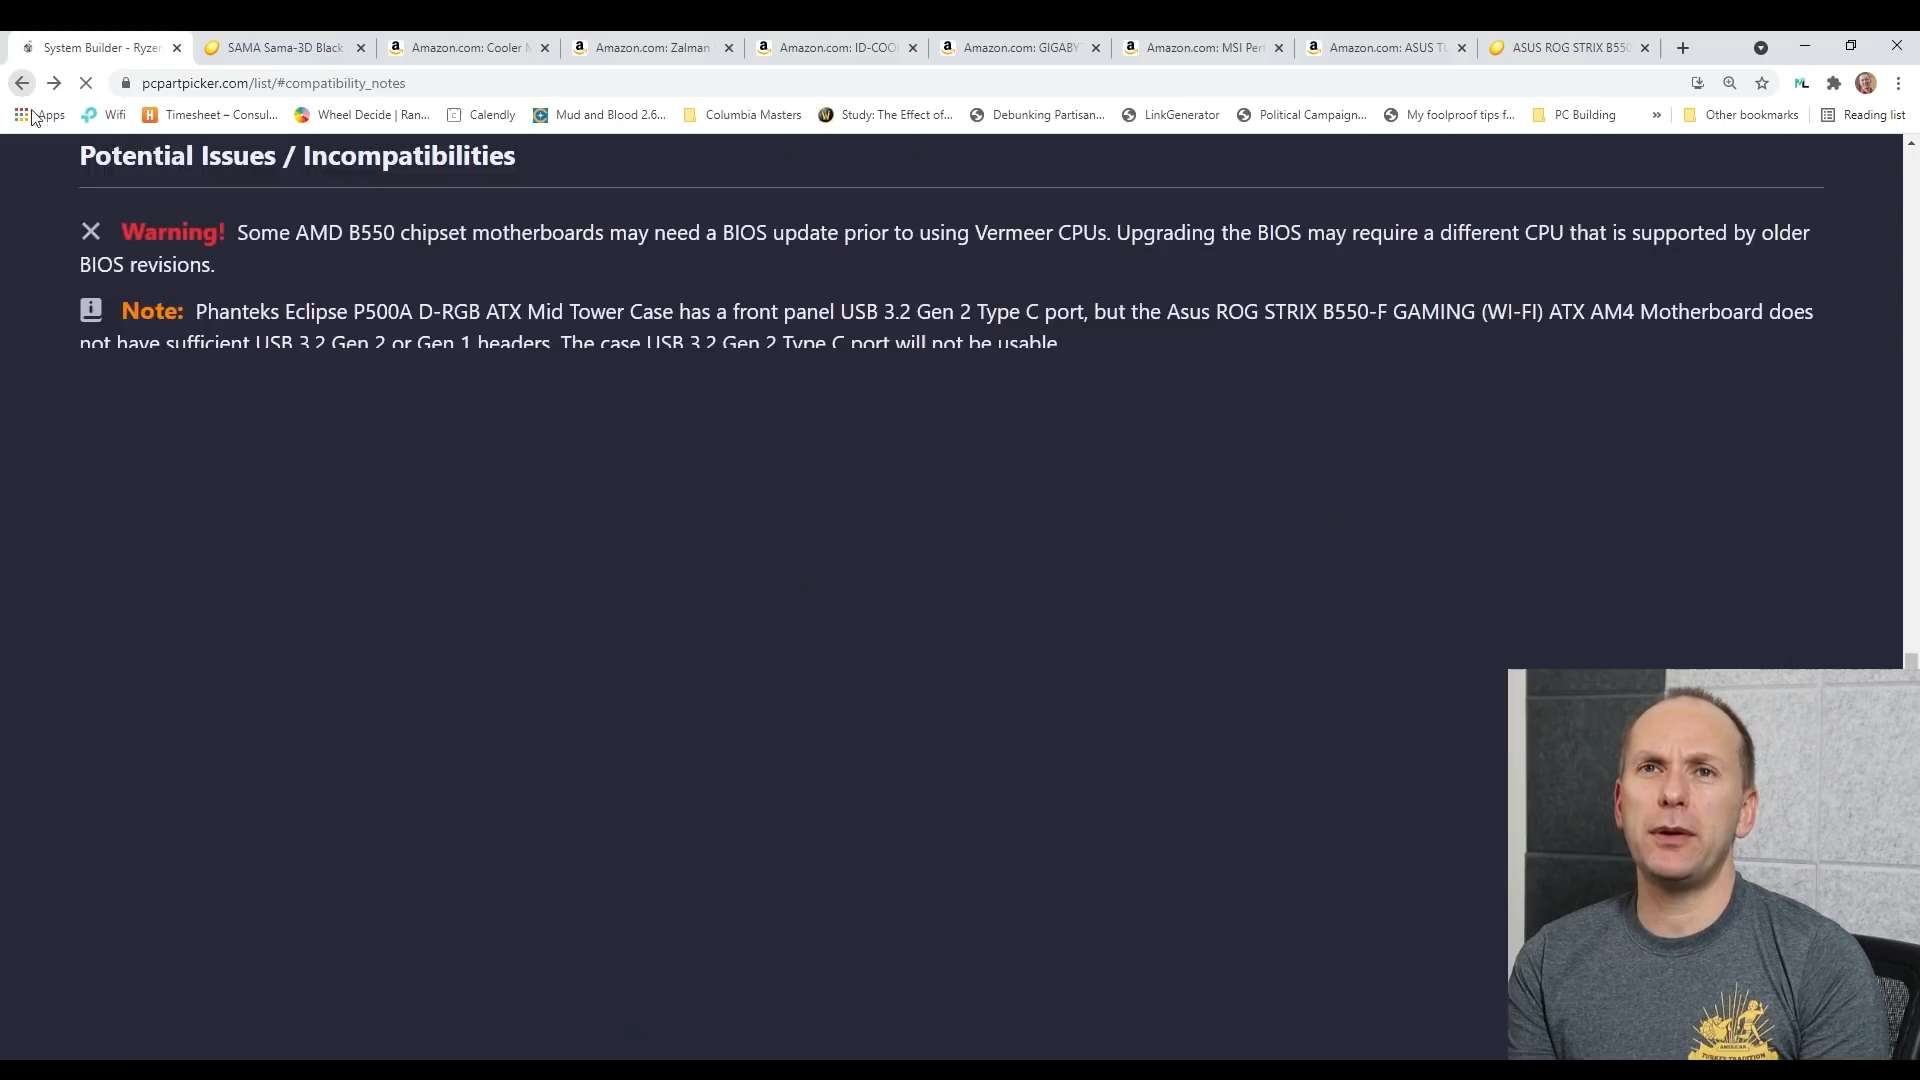 System Builder - Ryze
SAMA Sama-3D Black
Amazon.com: Cooler M
Amazon.com: Zalman
Amazon.com: ID-COO
Amazon.com: GIGABY
Amazon.com: MSI Per
Amazon.com: ASUS TU
ASUS ROG STRIX B550
pcpartpicker.com/list/#compatibility_notes
Apps
Wifi
Timesheet – Consul...
Wheel Decide | Ran...
Calendly
Mud and Blood 2.6...
Columbia Masters
Study: The Effect of...
Debunking Partisan...
LinkGenerator
Political Campaign...
My foolproof tips f...
PC Building
»
Other bookmarks
Reading list
Potential Issues / Incompatibilities
Warning! Some AMD B550 chipset motherboards may need a BIOS update prior to using Vermeer CPUs. Upgrading the BIOS may require a different CPU that is supported by older
BIOS revisions.
Note: Phanteks Eclipse P500A D-RGB ATX Mid Tower Case has a front panel USB 3.2 Gen 2 Type C port, but the Asus ROG STRIX B550-F GAMING (WI-FI) ATX AM4 Motherboard does
not have sufficient USB 3.2 Gen 2 or Gen 1 headers. The case USB 3.2 Gen 2 Type C port will not be usable.
AMERICAN
TURKEY TRADITION